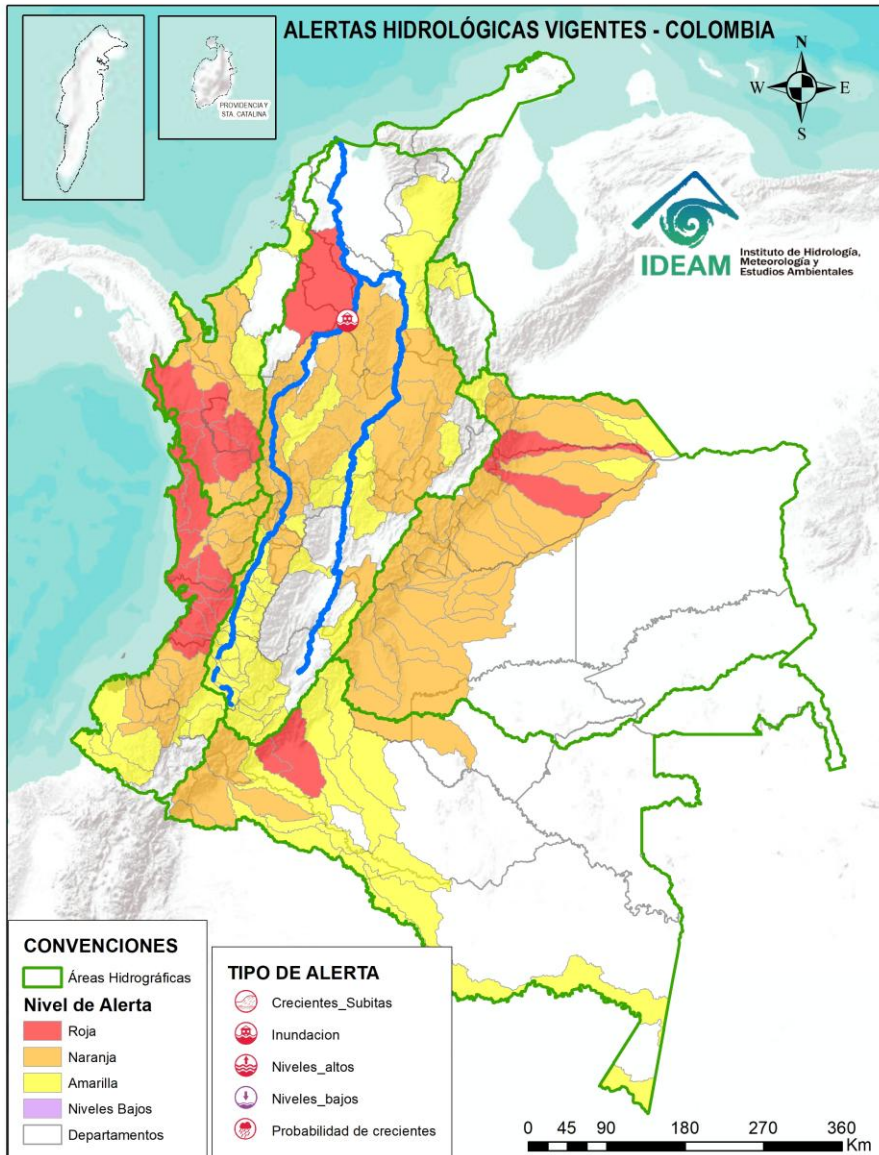 ALERTAS HIDROLÓGICAS VIGENTES - COLOMBIA
PROVIDENCIA Y
STA. CATALINA
N
W
E
S
IDEAM
Instituto de Hidrología,
Meteorología y
Estudios Ambientales
CONVENCIONES
Áreas Hidrográficas
Nivel de Alerta
Roja
Naranja
Amarilla
Niveles Bajos
Departamentos
TIPO DE ALERTA
Crecientes_Subitas
Inundacion
Niveles_altos
Niveles_bajos
Probabilidad de crecientes
0 45 90 180 270 360
Km